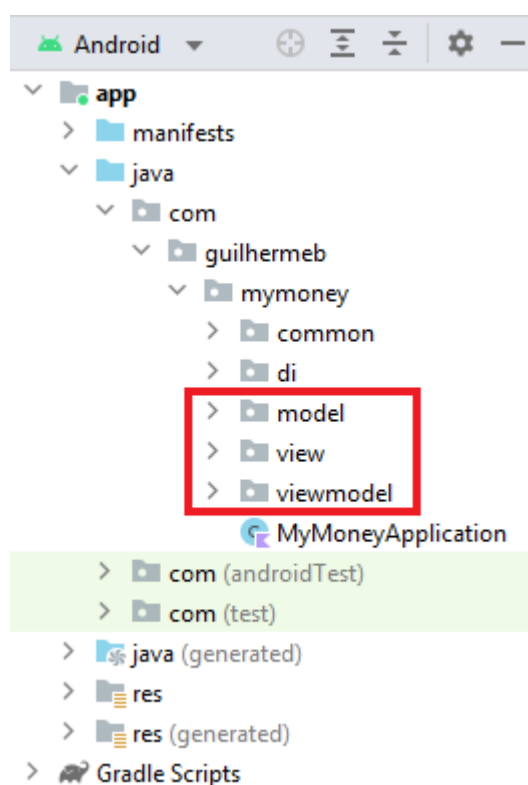 Android
app
manifests
java
com
guilhermeb
mymoney
common
di
model
view
viewmodel
MyMoneyApplication
com (androidTest)
com (test)
java (generated)
res
res (generated)
Gradle Scripts